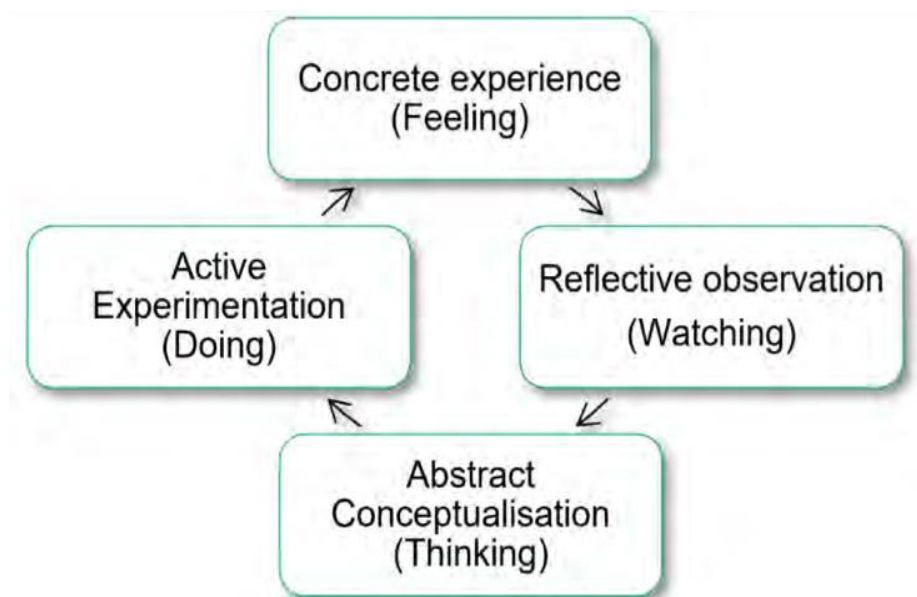 Concrete experience
(Feeling)
Active
Experimentation
(Doing)
Reflective observation
(Watching)
Abstract
Conceptualisation
(Thinking)